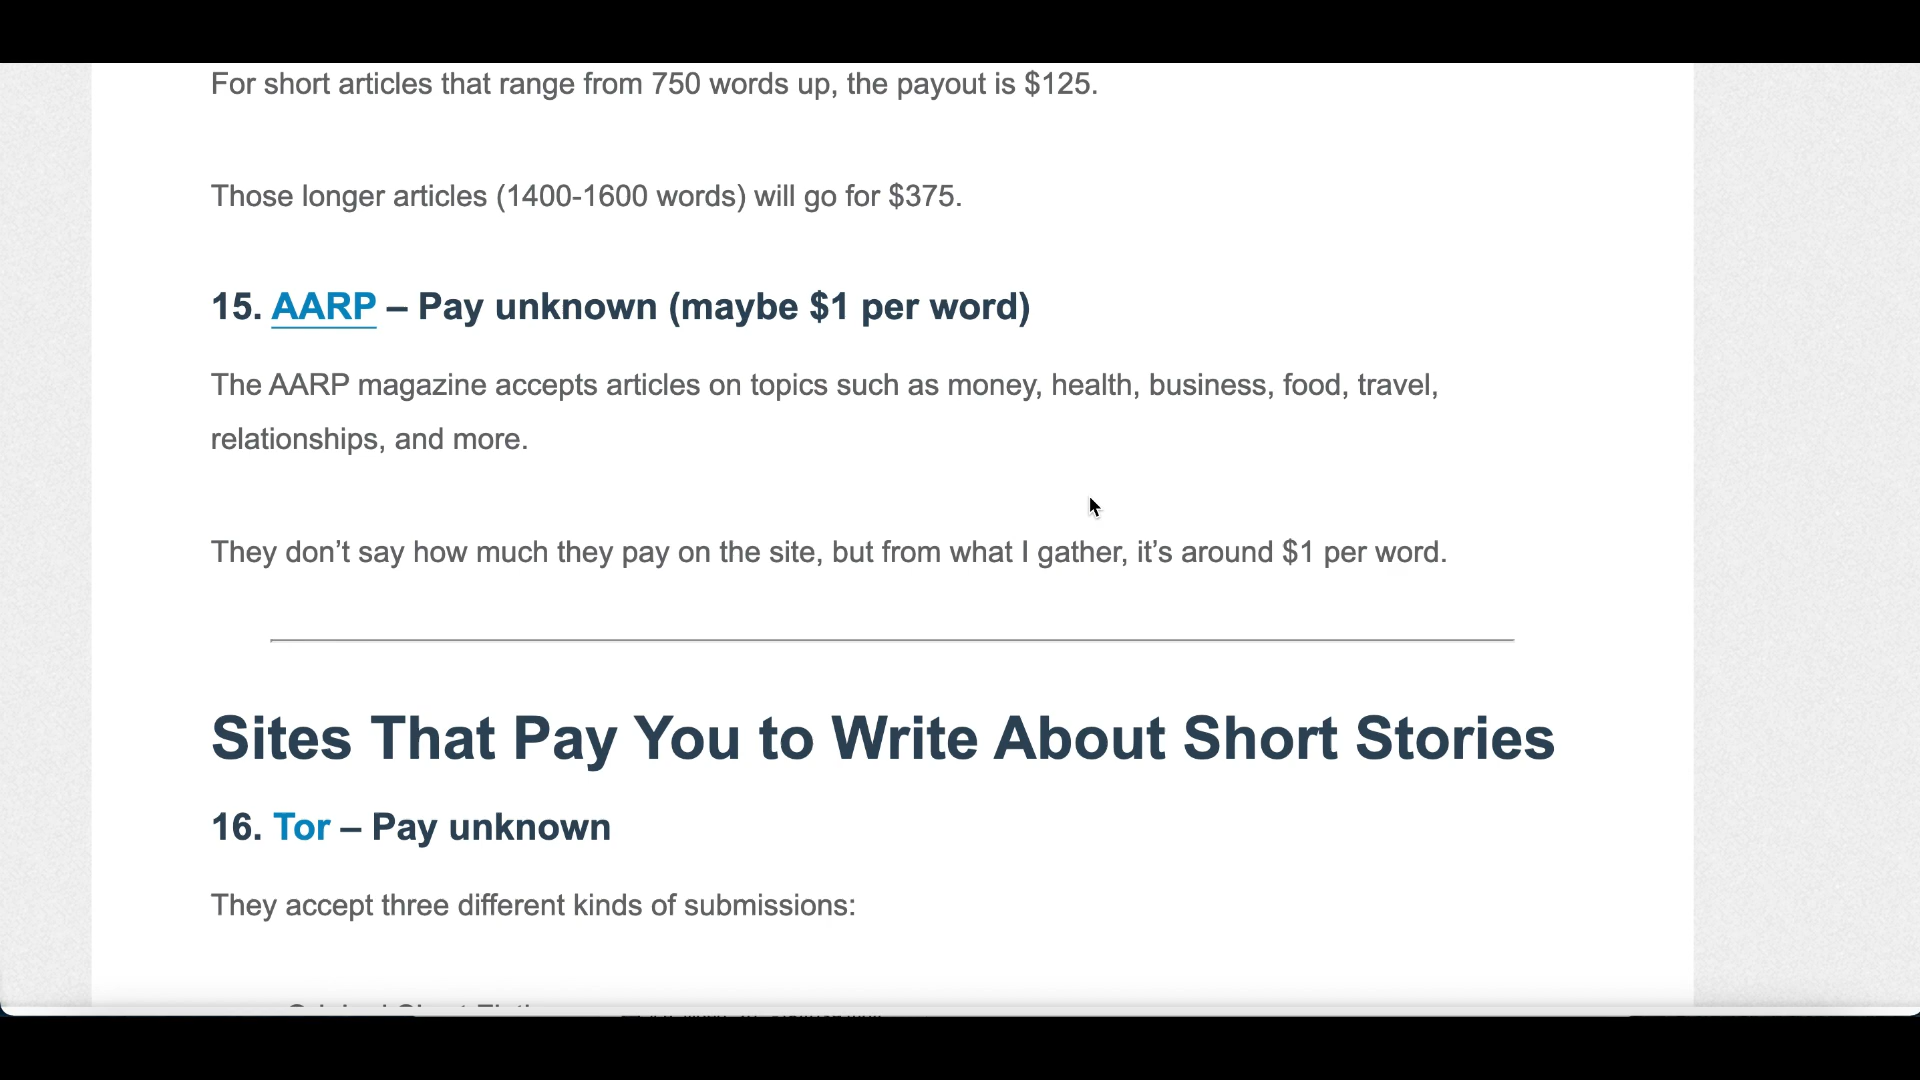 For short articles that range from 750 words up, the payout is $125.
Those longer articles (1400-1600 words) will go for $375.
15. AARP – Pay unknown (maybe $1 per word)
The AARP magazine accepts articles on topics such as money, health, business, food, travel,
relationships, and more.
They don’t say how much they pay on the site, but from what I gather, it’s around $1 per word.
Sites That Pay You to Write About Short Stories
16. Tor – Pay unknown
They accept three different kinds of submissions: